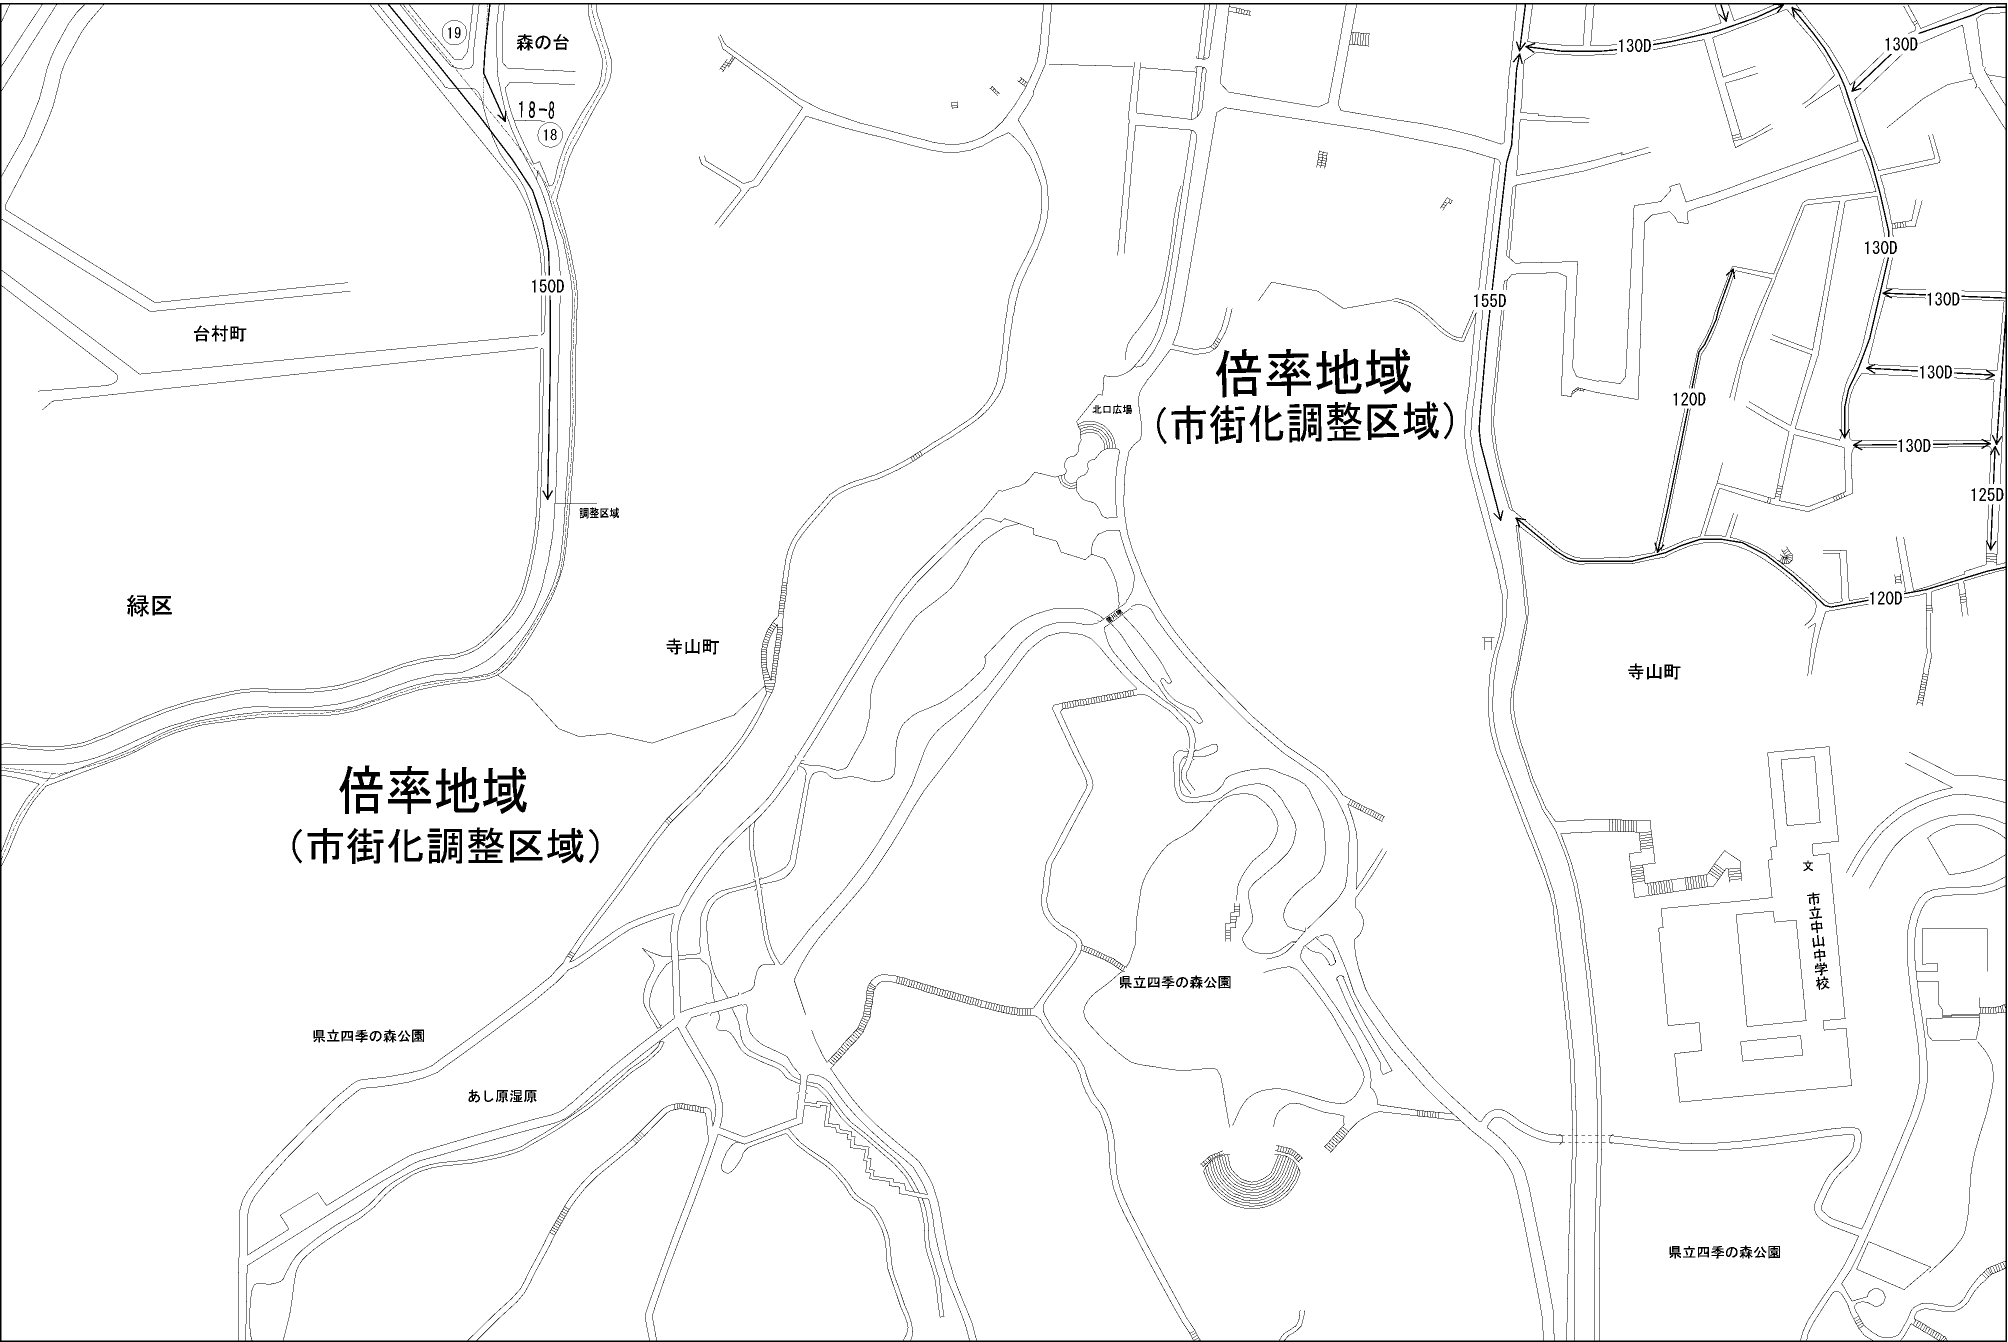 19
森の台
18-8
18
130D
130D
130D
150D
155D
130D
台村町
倍率地域
(市街化調整区域)
130D
120D
北口広場
130D
125D
調整区域
緑区
120D
寺山町
寺山町
倍率地域
(市街化調整区域)
文
市立中山中学校
県立四季の森公園
県立四季の森公園
あし原湿原
県立四季の森公園